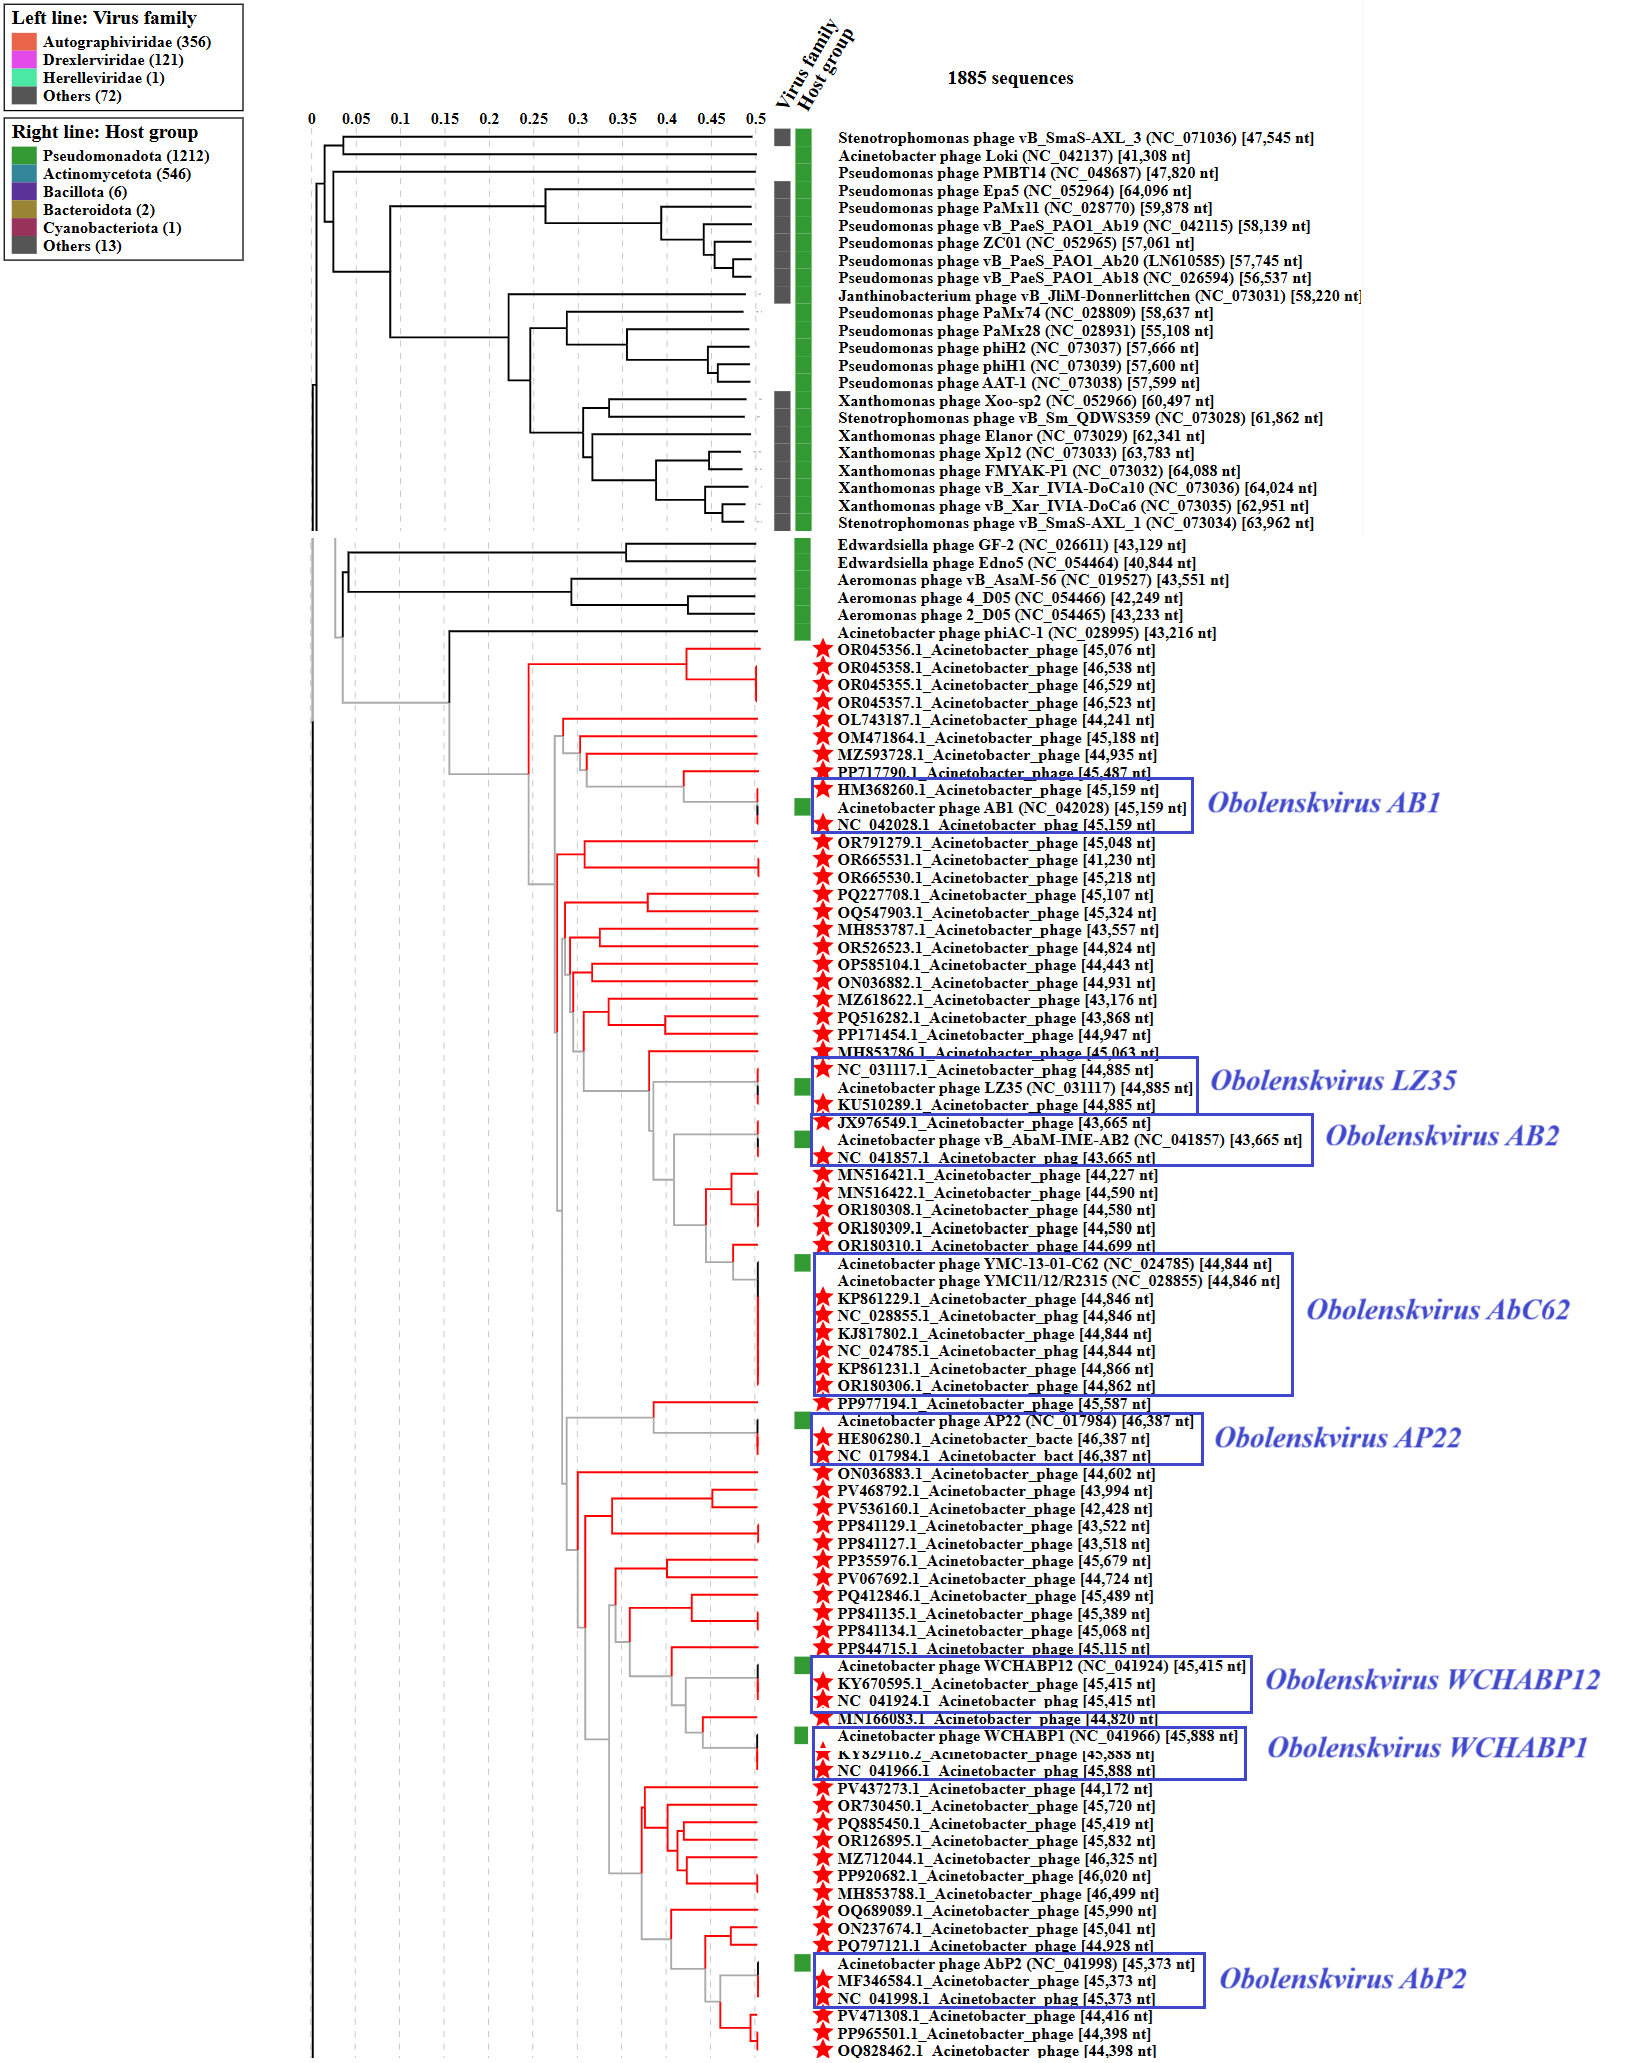 Left line: Virus family
Autographiviridae (356)
Drexlerviridae (121)
Herelleviridae (1)
Others (72)
Right line: Host group
Pseudomonadota (1212)
Actinomycetota (546)
Bacillota (6)
Bacteroidota (2)
Cyanobacteriota (1)
Others (13)
Virus family
Host group
1885 sequences
0 0.05 0.1 0.15 0.2 0.25 0.3 0.35 0.4 0.45 0.5
Stenotrophomonas phage vB_SmaS-AXL_3 (NC_071036) [47,545 nt]
Acinetobacter phage Loki (NC_042137) [41,308 nt]
Pseudomonas phage PMBT14 (NC_048687) [47,820 nt]
Pseudomonas phage Epa5 (NC_052964) [64,096 nt]
Pseudomonas phage PaMx11 (NC_028770) [59,878 nt]
Pseudomonas phage vB_PaeS_PAO1_Ab19 (NC_042115) [58,139 nt]
Pseudomonas phage ZC01 (NC_052965) [57,061 nt]
Pseudomonas phage vB_PaeS_PAO1_Ab20 (LN610585) [57,745 nt]
Pseudomonas phage vB_PaeS_PAO1_Ab18 (NC_026594) [56,537 nt]
Janthinobacterium phage vB_JliM-Donnerlittchen (NC_073031) [58,220 nt]
Pseudomonas phage PaMx74 (NC_028809) [58,637 nt]
Pseudomonas phage PaMx28 (NC_028931) [55,108 nt]
Pseudomonas phage phiH2 (NC_073037) [57,666 nt]
Pseudomonas phage phiH1 (NC_073039) [57,600 nt]
Pseudomonas phage AAT-1 (NC_073038) [57,599 nt]
Xanthomonas phage Xoo-sp2 (NC_052966) [60,497 nt]
Stenotrophomonas phage vB_Sm_QDWS359 (NC_073028) [61,862 nt]
Xanthomonas phage Elanor (NC_073029) [62,341 nt]
Xanthomonas phage Xp12 (NC_073033) [63,783 nt]
Xanthomonas phage FMYAK-P1 (NC_073032) [64,088 nt]
Xanthomonas phage vB_Xar_IVIA-DoCa10 (NC_073036) [64,024 nt]
Xanthomonas phage vB_Xar_IVIA-DoCa6 (NC_073035) [62,951 nt]
Stenotrophomonas phage vB_SmaS-AXL_1 (NC_073034) [63,962 nt]
Edwardsiella phage GF-2 (NC_026611) [43,129 nt]
Edwardsiella phage Edno5 (NC_054464) [40,844 nt]
Aeromonas phage vB_AsaM-56 (NC_019527) [43,551 nt]
Aeromonas phage 4_D05 (NC_054466) [42,249 nt]
Aeromonas phage 2_D05 (NC_054465) [43,233 nt]
Acinetobacter phage phiAC-1 (NC_028995) [43,216 nt]
OR045356.1_Acinetobacter_phage [45,076 nt]
OR045358.1_Acinetobacter_phage [46,538 nt]
OR045355.1_Acinetobacter_phage [46,529 nt]
OR045357.1_Acinetobacter_phage [46,523 nt]
OL743187.1_Acinetobacter_phage [44,241 nt]
OM471864.1_Acinetobacter_phage [45,188 nt]
MZ593728.1_Acinetobacter_phage [44,935 nt]
PP717790.1_Acinetobacter_phage [45,487 nt]
HM368260.1_Acinetobacter_phage [45,159 nt]
Acinetobacter phage AB1 (NC_042028) [45,159 nt]
Obolenskvirus AB1
NC_042028.1_Acinetobacter_phag [45,159 nt]
OR791279.1_Acinetobacter_phage [45,048 nt]
OR665531.1_Acinetobacter_phage [41,230 nt]
OR665530.1_Acinetobacter_phage [45,218 nt]
PQ227708.1_Acinetobacter_phage [45,107 nt]
OQ547903.1_Acinetobacter_phage [45,324 nt]
MH853787.1_Acinetobacter_phage [43,557 nt]
OR526523.1_Acinetobacter_phage [44,824 nt]
OP585104.1_Acinetobacter_phage [44,443 nt]
ON036882.1_Acinetobacter_phage [44,931 nt]
MZ618622.1_Acinetobacter_phage [43,176 nt]
PQ516282.1_Acinetobacter_phage [43,868 nt]
PP171454.1_Acinetobacter_phage [44,947 nt]
MH853786.1_Acinetobacter_phage [45,063 nt]
NC_031117.1_Acinetobacter_phag [44,885 nt]
Acinetobacter phage LZ35 (NC_031117) [44,885 nt]
Obolenskvirus LZ35
KU510289.1_Acinetobacter_phage [44,885 nt]
JX976549.1_Acinetobacter_phage [43,665 nt]
Acinetobacter phage vB_AbaM-IME-AB2 (NC_041857) [43,665 nt]
Obolenskvirus AB2
NC_041857.1_Acinetobacter_phag [43,665 nt]
MN516421.1_Acinetobacter_phage [44,227 nt]
MN516422.1_Acinetobacter_phage [44,590 nt]
OR180308.1_Acinetobacter_phage [44,580 nt]
OR180309.1_Acinetobacter_phage [44,580 nt]
OR180310.1_Acinetobacter_phage [44,699 nt]
Acinetobacter phage YMC-13-01-C62 (NC_024785) [44,844 nt]
Acinetobacter phage YMC11/12/R2315 (NC_028855) [44,846 nt]
KP861229.1_Acinetobacter_phage [44,846 nt]
Obolenskvirus AbC62
NC_028855.1_Acinetobacter_phag [44,846 nt]
KJ817802.1_Acinetobacter_phage [44,844 nt]
NC_024785.1_Acinetobacter_phag [44,844 nt]
KP861231.1_Acinetobacter_phage [44,866 nt]
OR180306.1_Acinetobacter_phage [44,862 nt]
PP977194.1_Acinetobacter_phage [45,587 nt]
Acinetobacter phage AP22 (NC_017984) [46,387 nt]
HE806280.1_Acinetobacter_bacte [46,387 nt]
Obolenskvirus AP22
NC_017984.1_Acinetobacter_bact [46,387 nt]
ON036883.1_Acinetobacter_phage [44,602 nt]
PV468792.1_Acinetobacter_phage [43,994 nt]
PV536160.1_Acinetobacter_phage [42,428 nt]
PP841129.1_Acinetobacter_phage [43,522 nt]
PP841127.1_Acinetobacter_phage [43,518 nt]
PP355976.1_Acinetobacter_phage [45,679 nt]
PV067692.1_Acinetobacter_phage [44,724 nt]
PQ412846.1_Acinetobacter_phage [45,489 nt]
PP841135.1_Acinetobacter_phage [45,389 nt]
PP841134.1_Acinetobacter_phage [45,068 nt]
PP844715.1_Acinetobacter_phage [45,115 nt]
Acinetobacter phage WCHABP12 (NC_041924) [45,415 nt]
KY670595.1_Acinetobacter_phage [45,415 nt]
Obolenskvirus WCHABP12
NC_041924.1_Acinetobacter_phag [45,415 nt]
MN166083.1_Acinetobacter_phage [44,820 nt]
Acinetobacter phage WCHABP1 (NC_041966) [45,888 nt]
KY829116.2_Acinetobacter_phage [45,888 nt]
Obolenskvirus WCHABP1
NC_041966.1_Acinetobacter_phag [45,888 nt]
PV437273.1_Acinetobacter_phage [44,172 nt]
OR730450.1_Acinetobacter_phage [45,720 nt]
PQ885450.1_Acinetobacter_phage [45,419 nt]
OR126895.1_Acinetobacter_phage [45,832 nt]
MZ712044.1_Acinetobacter_phage [46,325 nt]
PP920682.1_Acinetobacter_phage [46,020 nt]
MH853788.1_Acinetobacter_phage [46,499 nt]
OQ689089.1_Acinetobacter_phage [45,990 nt]
ON237674.1_Acinetobacter_phage [45,041 nt]
PQ797121.1_Acinetobacter_phage [44,928 nt]
Acinetobacter phage AbP2 (NC_041998) [45,373 nt]
MF346584.1_Acinetobacter_phage [45,373 nt]
Obolenskvirus AbP2
NC_041998.1_Acinetobacter_phag [45,373 nt]
PV471308.1_Acinetobacter_phage [44,416 nt]
PP965501.1_Acinetobacter_phage [44,398 nt]
OQ828462.1_Acinetobacter_phage [44,398 nt]